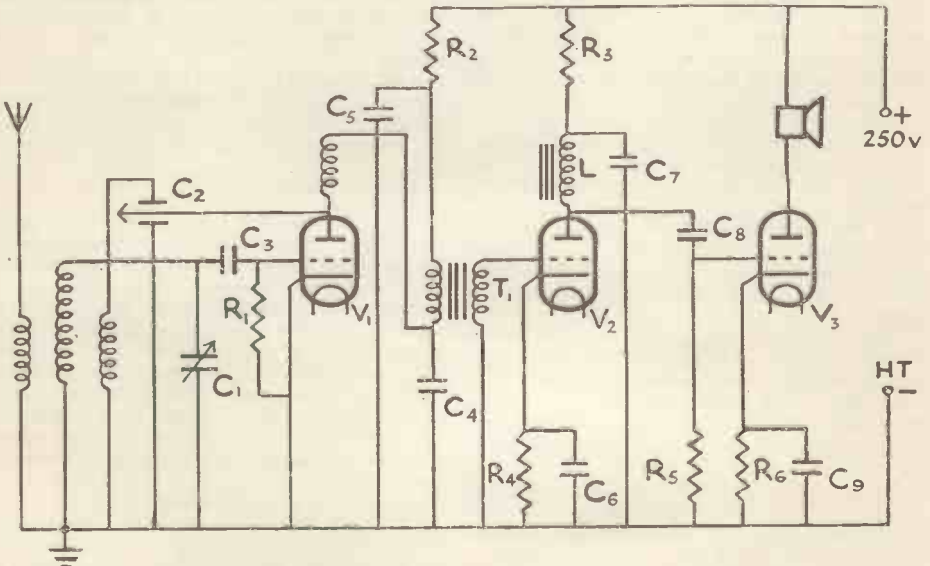 R₂
R₃
C₅
+
250 v
L
C₇
C₂
C₃
C₈
R₁
V₁
T₁
V₂
V₃
C₁
C₄
HT
−
R₄
C₆
R₅
R₆
C₉